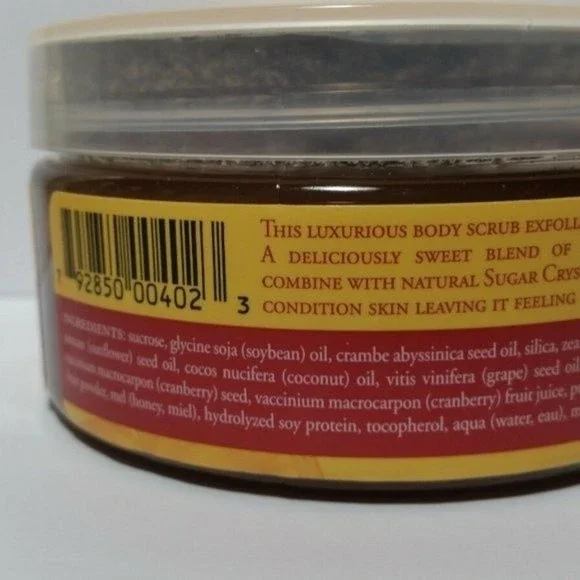 THIS LUXURIOUS BODY SCRUB EXFOLI
A DELICIOUSLY SWEET BLEND OF
COMBINE WITH NATURAL SUGAR CRYS
CONDITION SKIN LEAVING IT FEELING
7 92850 00402 3
INGREDIENTS: sucrose, glycine soja (soybean) oil, crambe abyssinica seed oil, silica, zea
(sunflower) seed oil, cocos nucifera (coconut) oil, vitis vinifera (grape) seed oil
vaccinium macrocarpon (cranberry) seed, vaccinium macrocarpon (cranberry) fruit juice, p
powder, mel (honey, miel), hydrolyzed soy protein, tocopherol, aqua (water, eau),